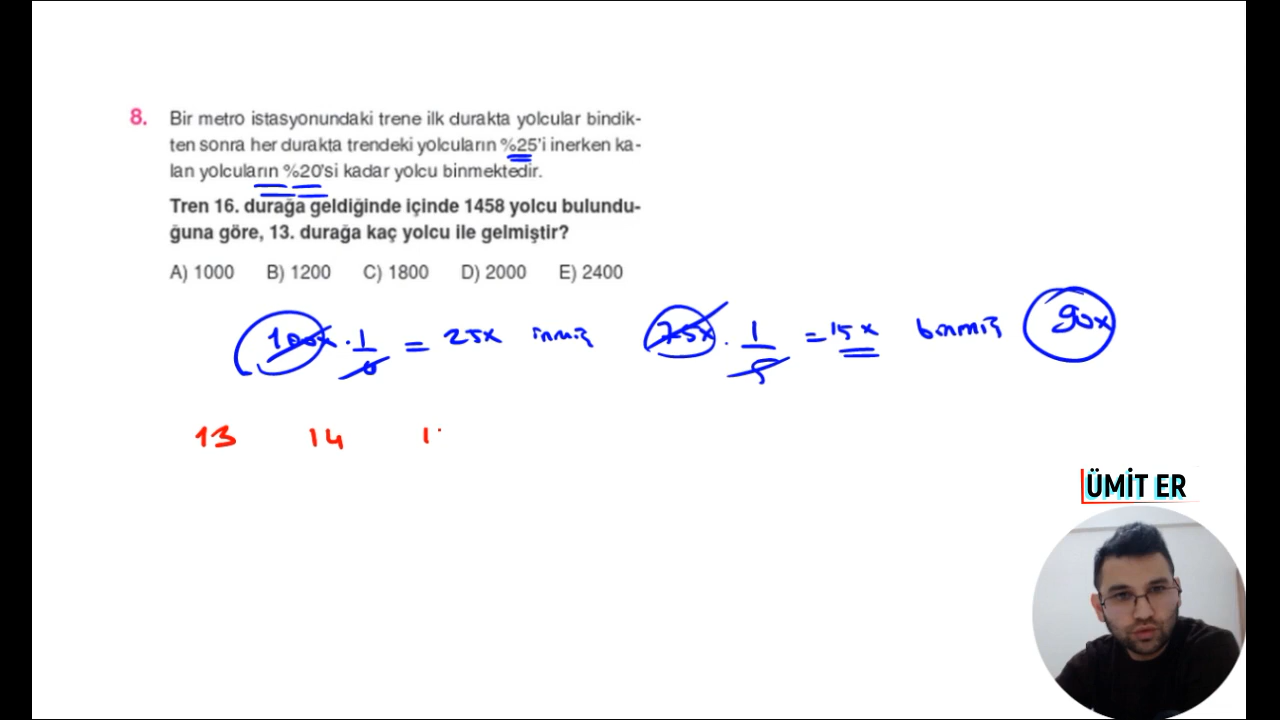 8. Bir metro istasyonundaki trene ilk durakta yolcular bindik-
ten sonra her durakta trendeki yolcuların %25'i inerken ka-
lan yolcuların %20'si kadar yolcu binmektedir.
Tren 16. durağa geldiğinde içinde 1458 yolcu bulundu-
ğuna göre, 13. durağa kaç yolcu ile gelmiştir?
A) 1000 B) 1200 C) 1800 D) 2000 E) 2400
100x · 1/4 = 25x inmiş 75x · 1/5 = 15x binmiş 90x
13 14 1
ÜMİT ER